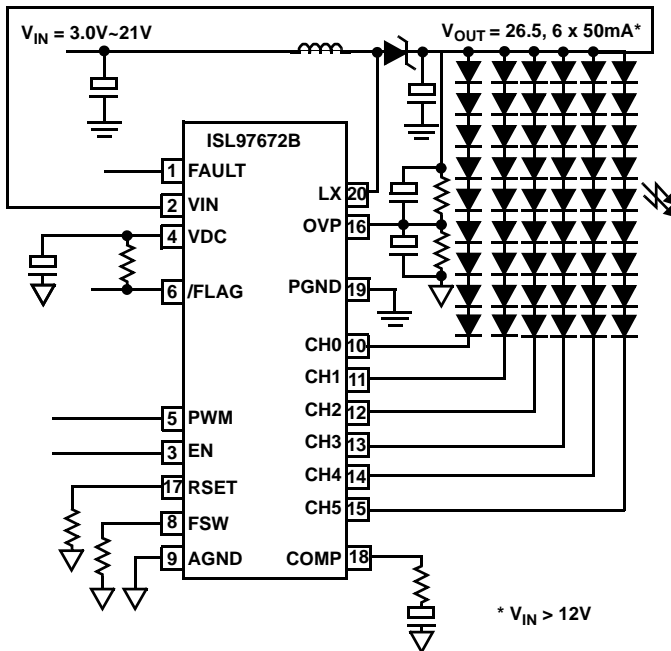 V_IN = 3.0V~21V
V_OUT = 26.5, 6 x 50mA*
ISL97672B
1 FAULT
2 VIN
4 VDC
6 /FLAG
5 PWM
3 EN
17 RSET
8 FSW
9 AGND
LX 20
OVP 16
PGND 19
CH0 10
CH1 11
CH2 12
CH3 13
CH4 14
CH5 15
COMP 18
* V_IN > 12V